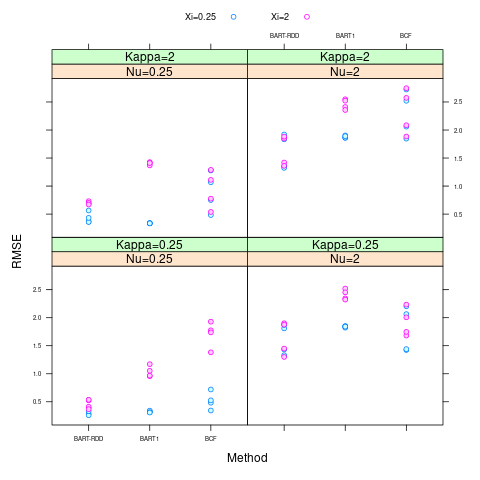 Xi=0.25 Xi=2
BART-RDD BART1 BCF
Kappa=2 Kappa=2
Nu=0.25 Nu=2
2.5
2.0
1.5
1.0
0.5
Kappa=0.25 Kappa=0.25
Nu=0.25 Nu=2
2.5
2.0
1.5
1.0
0.5
RMSE
BART-RDD BART1 BCF
Method